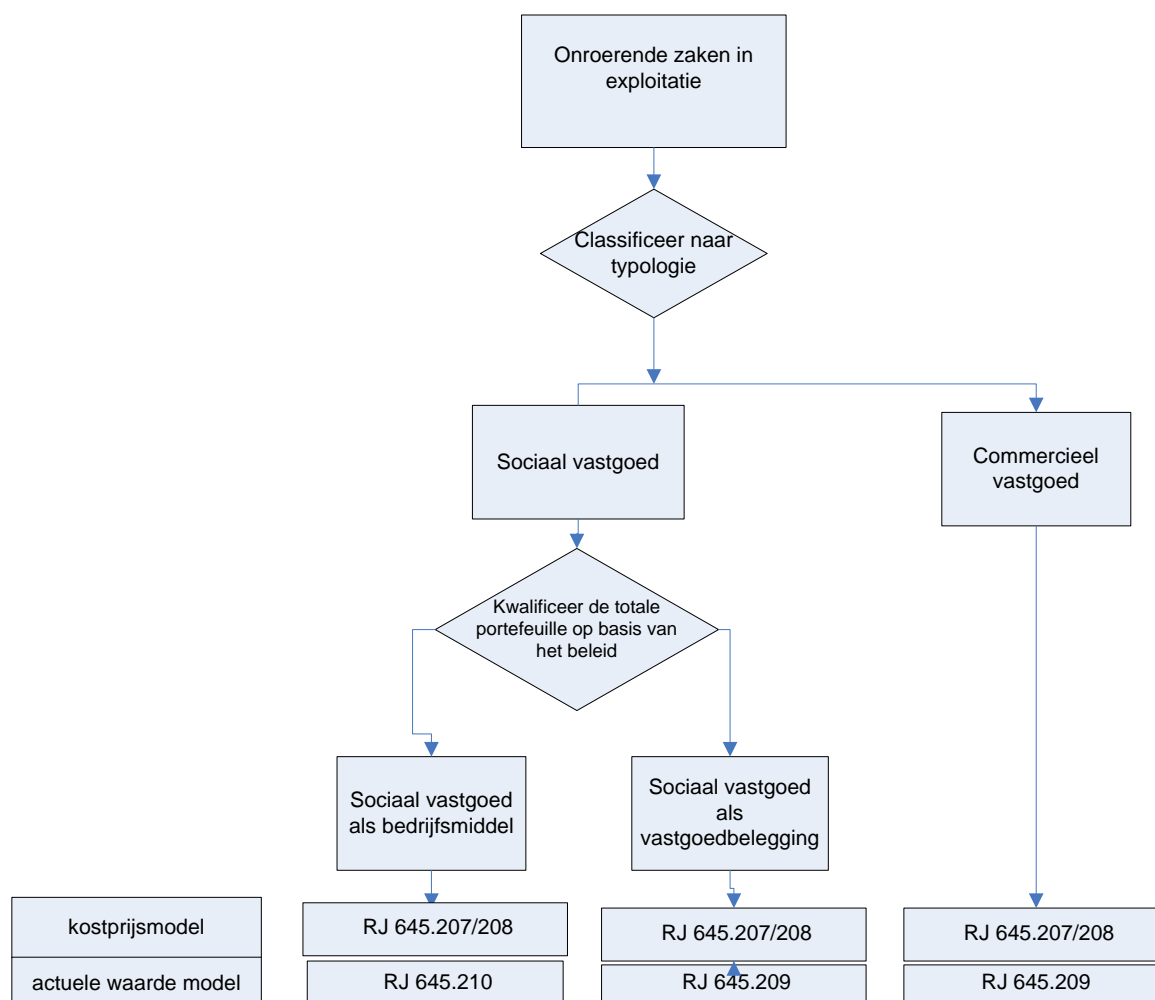 Onroerende zaken in
exploitatie
Classificeer naar
typologie
Sociaal vastgoed
Commercieel
vastgoed
Kwalificeer de totale
portefeuille op basis van
het beleid
Sociaal vastgoed
als bedrijfsmiddel
Sociaal vastgoed
als
vastgoedbelegging
kostprijsmodel
RJ 645.207/208
RJ 645.207/208
RJ 645.207/208
actuele waarde model
RJ 645.210
RJ 645.209
RJ 645.209